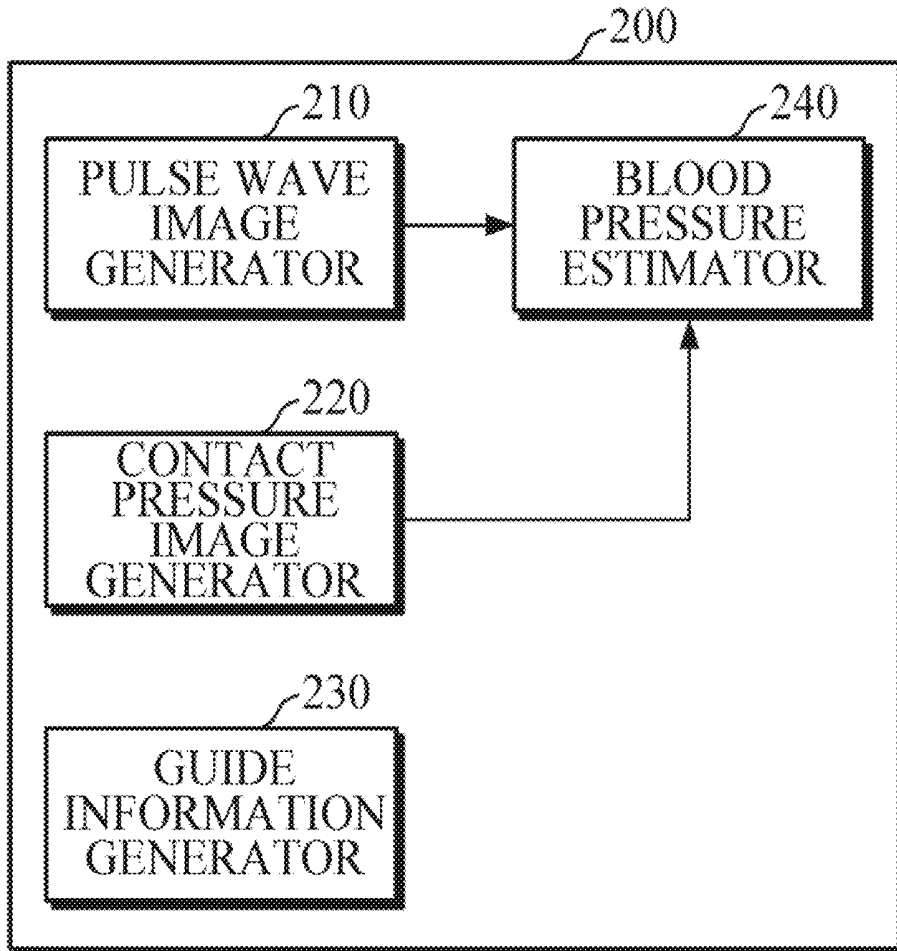 200
210
PULSE WAVE
IMAGE
GENERATOR
240
BLOOD
PRESSURE
ESTIMATOR
220
CONTACT
PRESSURE
IMAGE
GENERATOR
230
GUIDE
INFORMATION
GENERATOR